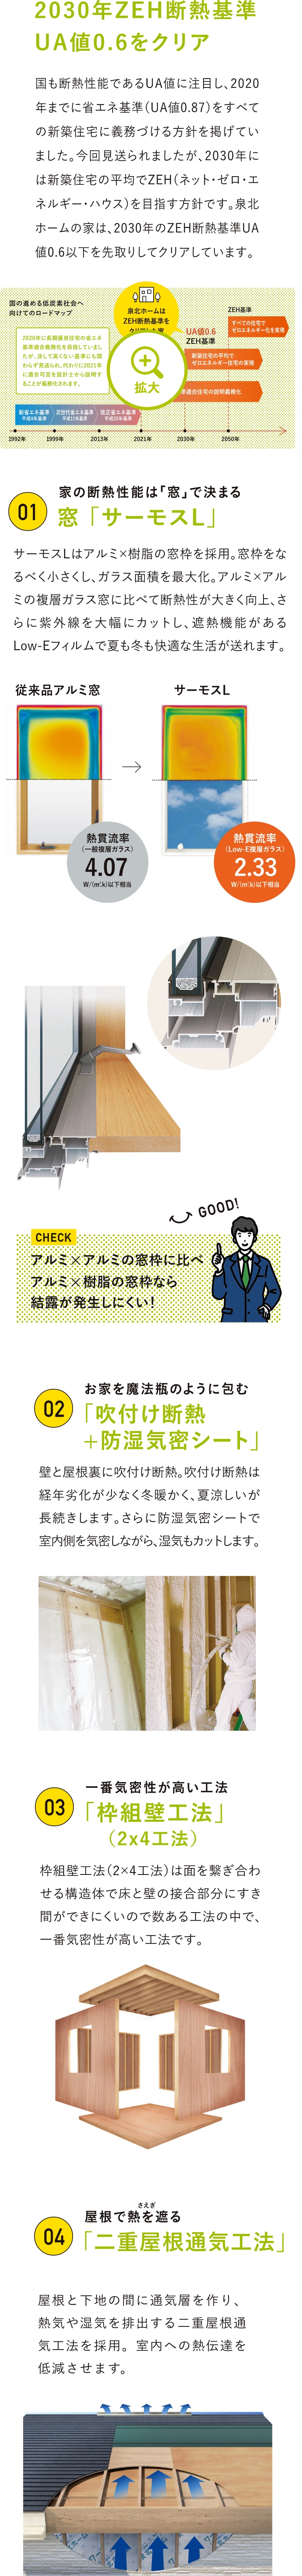 2030年ZEH断熱基準
UA値0.6をクリア
国も断熱性能であるUA値に注目し、2020
年までに省エネ基準(UA値0.87)をすべて
の新築住宅に義務づける方針を掲げてい
ました。今回見送られましたが、2030年に
は新築住宅の平均でZEH(ネット・ゼロ・エ
ネルギー・ハウス)を目指す方針です。泉北
ホームの家は、2030年のZEH断熱基準UA
値0.6以下を先取りしてクリアしています。
国の進める低炭素社会へ
向けてのロードマップ
泉北ホームは
ZEH断熱基準を
ZEH基準
すべての住宅で
ゼロエネルギー化を実現
UA値0.6
ZEH基準
新築住宅の平均で
ゼロエネルギー住宅の実現
2020年に長期優良住宅の省エネ
基準適合義務化を目指していまし
たが、決して高くない基準にも関
わらず見送られ、代わりに2021年
に適合可否を設計士から説明す
ることが義務化されます。
拡大
準適合住宅の説明義務化
新省エネ基準
平成4年基準
次世代省エネ基準
平成11年基準
改正省エネ基準
平成25年基準
1992年
1999年
2013年
2021年
2030年
2050年
01
家の断熱性能は「窓」で決まる
窓「サーモスL」
サーモスLはアルミ×樹脂の窓枠を採用。窓枠をな
るべく小さくし、ガラス面積を最大化。アルミ×アル
ミの複層ガラス窓に比べて断熱性が大きく向上、さ
らに紫外線を大幅にカットし、遮熱機能がある
Low-Eフィルムで夏も冬も快適な生活が送れます。
従来品アルミ窓
サーモスL
→
熱貫流率
(一般複層ガラス)
4.07
W/(㎡.k)以下相当
熱貫流率
(Low-E複層ガラス)
2.33
W/(㎡.k)以下相当
GOOD!
CHECK
アルミ×アルミの窓枠に比べ
アルミ×樹脂の窓枠なら
結露が発生しにくい!
02
お家を魔法瓶のように包む
「吹付け断熱
+防湿気密シート」
壁と屋根裏に吹付け断熱。吹付け断熱は
経年劣化が少なく冬暖かく、夏涼しいが
長続きします。さらに防湿気密シートで
室内側を気密しながら、湿気もカットします。
03
一番気密性が高い工法
「枠組壁工法」
(2x4工法)
枠組壁工法(2×4工法)は面を繋ぎ合わ
せる構造体で床と壁の接合部分にすき
間ができにくいので数ある工法の中で、
一番気密性が高い工法です。
04
さえぎ
屋根で熱を遮る
「二重屋根通気工法」
屋根と下地の間に通気層を作り、
熱気や湿気を排出する二重屋根通
気工法を採用。室内への熱伝達を
低減させます。